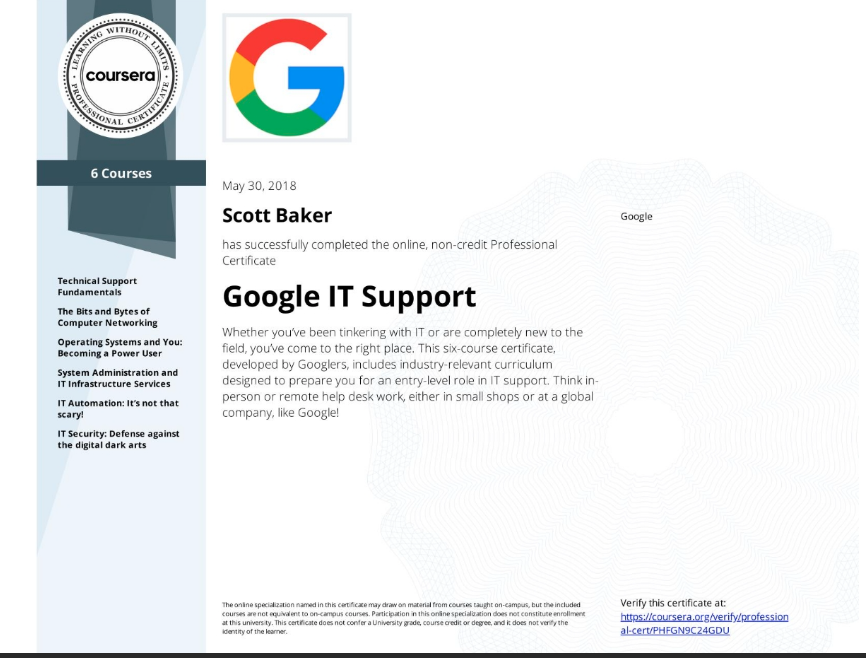 LEARNING WITHOUT LIMITS
coursera
PROFESSIONAL CERTIFICATE
6 Courses
Technical Support
Fundamentals
The Bits and Bytes of
Computer Networking
Operating Systems and You:
Becoming a Power User
System Administration and
IT Infrastructure Services
IT Automation: It's not that
scary!
IT Security: Defense against
the digital dark arts
May 30, 2018
Scott Baker
has successfully completed the online, non-credit Professional
Certificate
Google IT Support
Whether you've been tinkering with IT or are completely new to the
field, you've come to the right place. This six-course certificate,
developed by Googlers, includes industry-relevant curriculum
designed to prepare you for an entry-level role in IT support. Think in-
person or remote help desk work, either in small shops or at a global
company, like Google!
Google
The online specialization named in this certificate may draw on material from courses taught on-campus, but the included
courses are not equivalent to on-campus courses. Participation in this online specialization does not constitute enrollment
at this university. This certificate does not confer a University grade, course credit or degree, and it does not verify the
identity of the learner.
Verify this certificate at:
https://coursera.org/verify/profession
al-cert/PHFGN9C24GDU